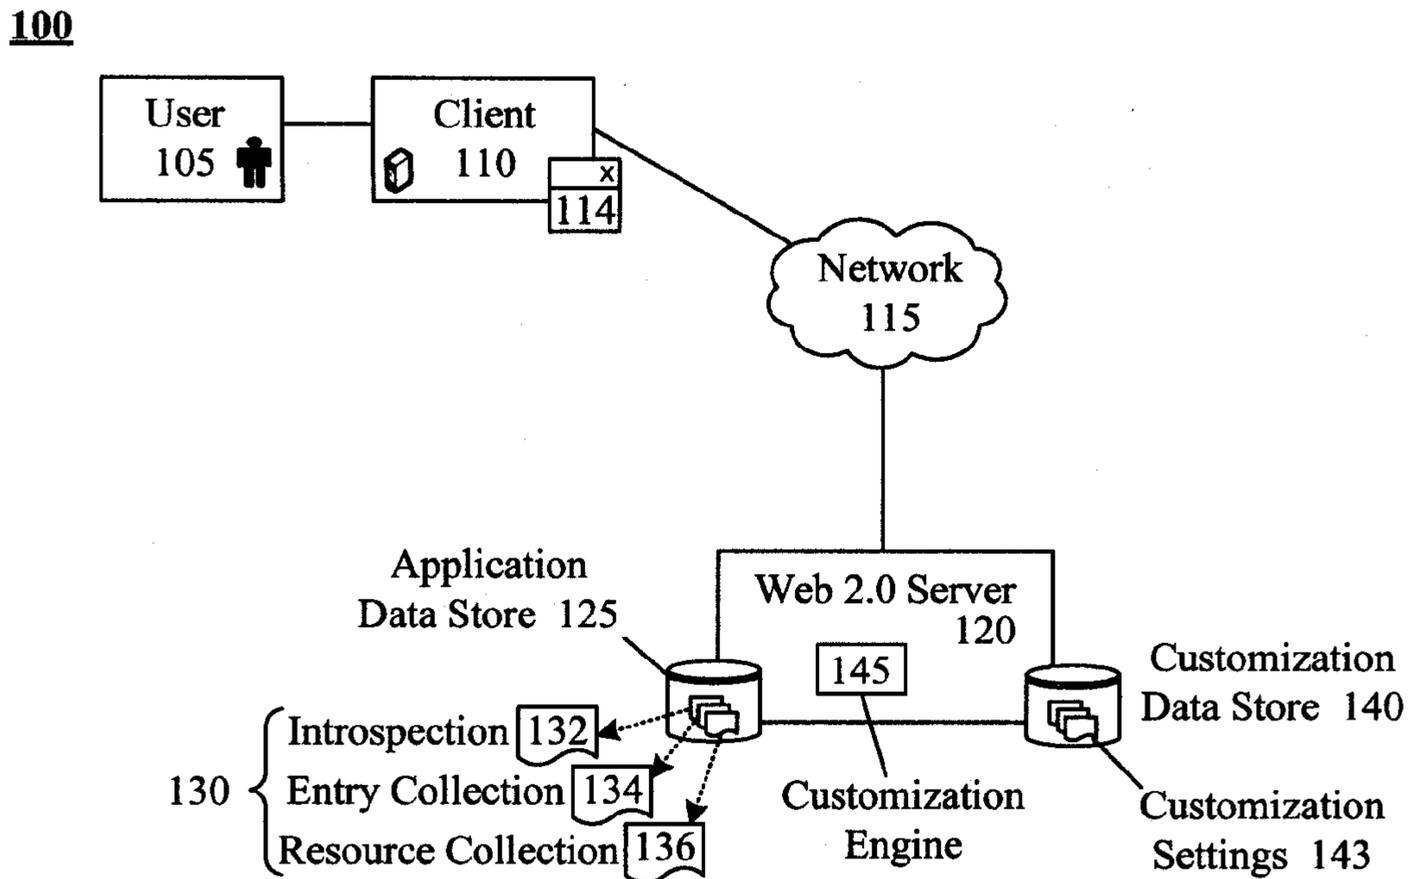 100
User
105
Client
110
x
114
Network
115
Application
Data Store 125
Web 2.0 Server
120
145
Customization
Data Store 140
130
Introspection 132
Entry Collection 134
Resource Collection 136
Customization
Engine
Customization
Settings 143